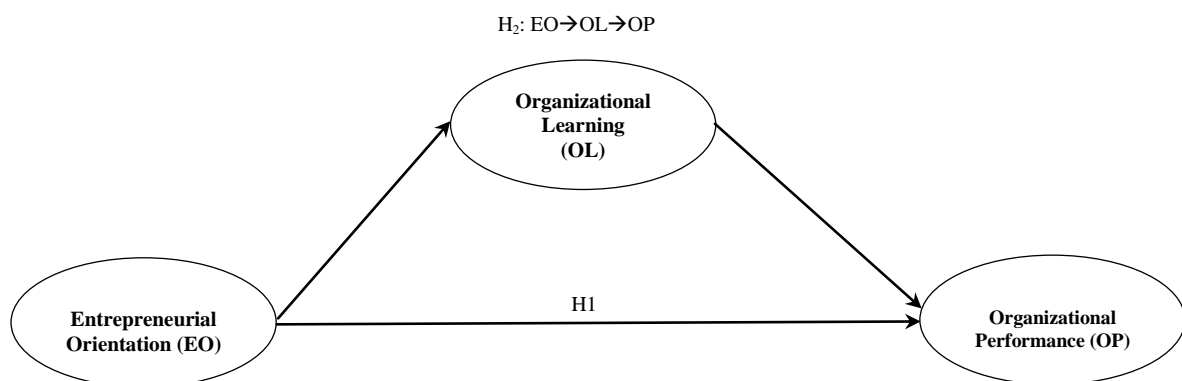 H₂: EO→OL→OP
Organizational
Learning
(OL)
H1
Entrepreneurial
Orientation (EO)
Organizational
Performance (OP)